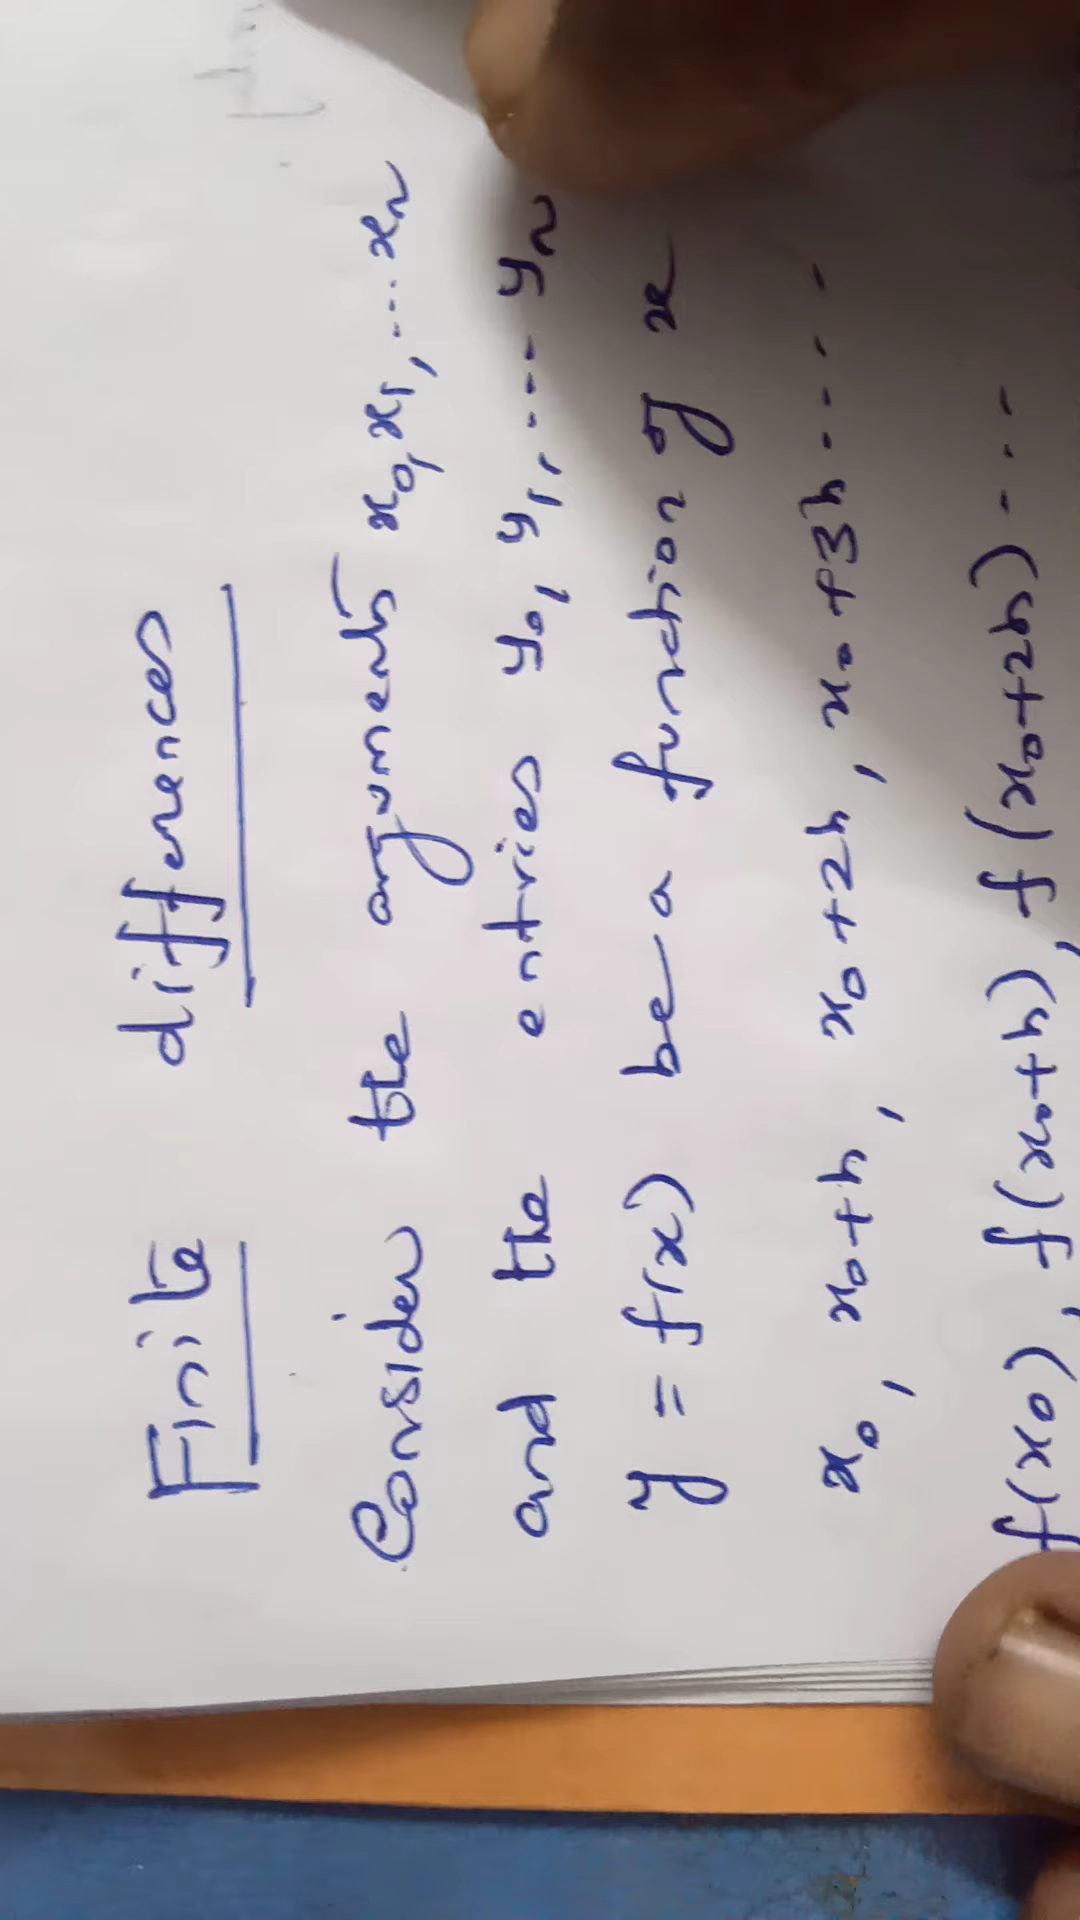 Finite differences
Consider the arguments x₀, x₁, ... xₙ
and the entries y₀, y₁, ... yₙ
y = f(x) be a function of x
x₀, x₀+h, x₀+2h, x₀+3h ....
f(x₀), f(x₀+h), f(x₀+2h) ...